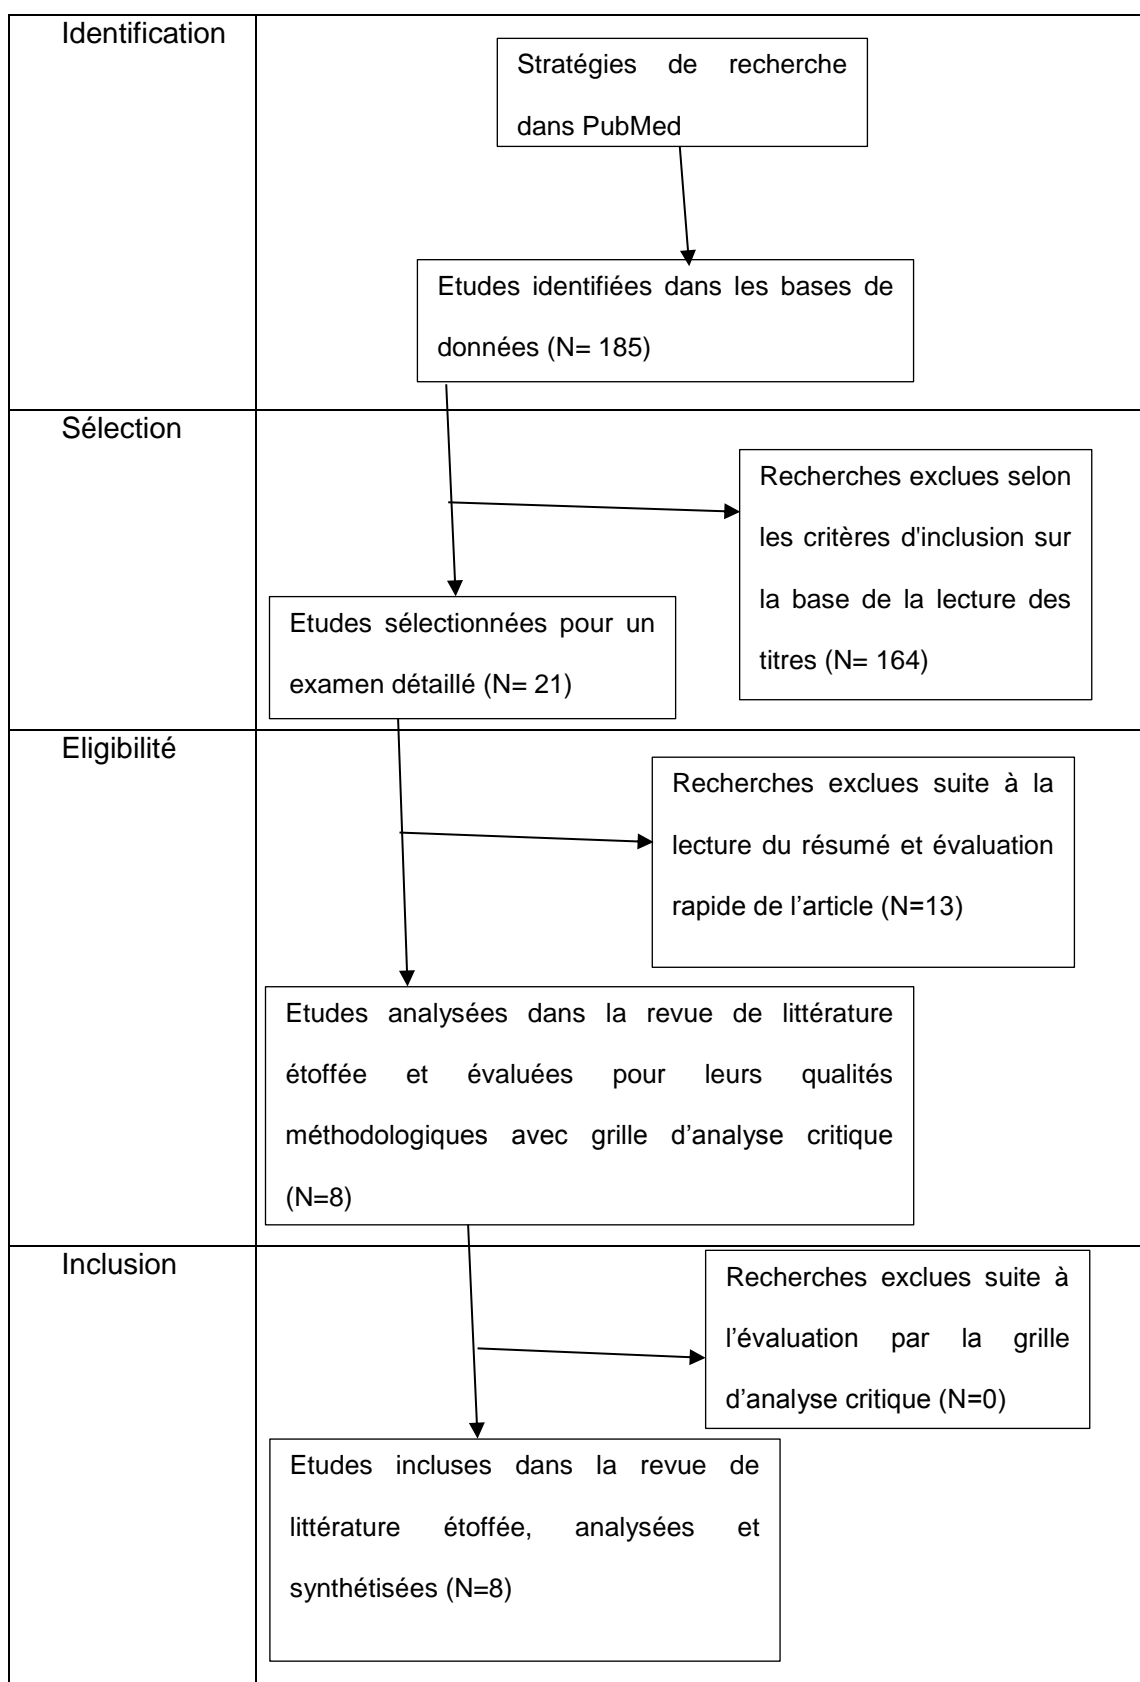 Identification
Stratégies de recherche
dans PubMed
Etudes identifiées dans les bases de
données (N= 185)
Sélection
Recherches exclues selon
les critères d'inclusion sur
la base de la lecture des
titres (N= 164)
Etudes sélectionnées pour un
examen détaillé (N= 21)
Eligibilité
Recherches exclues suite à la
lecture du résumé et évaluation
rapide de l’article (N=13)
Etudes analysées dans la revue de littérature
étoffée et évaluées pour leurs qualités
méthodologiques avec grille d’analyse critique
(N=8)
Inclusion
Recherches exclues suite à
l’évaluation par la grille
d’analyse critique (N=0)
Etudes incluses dans la revue de
littérature étoffée, analysées et
synthétisées (N=8)